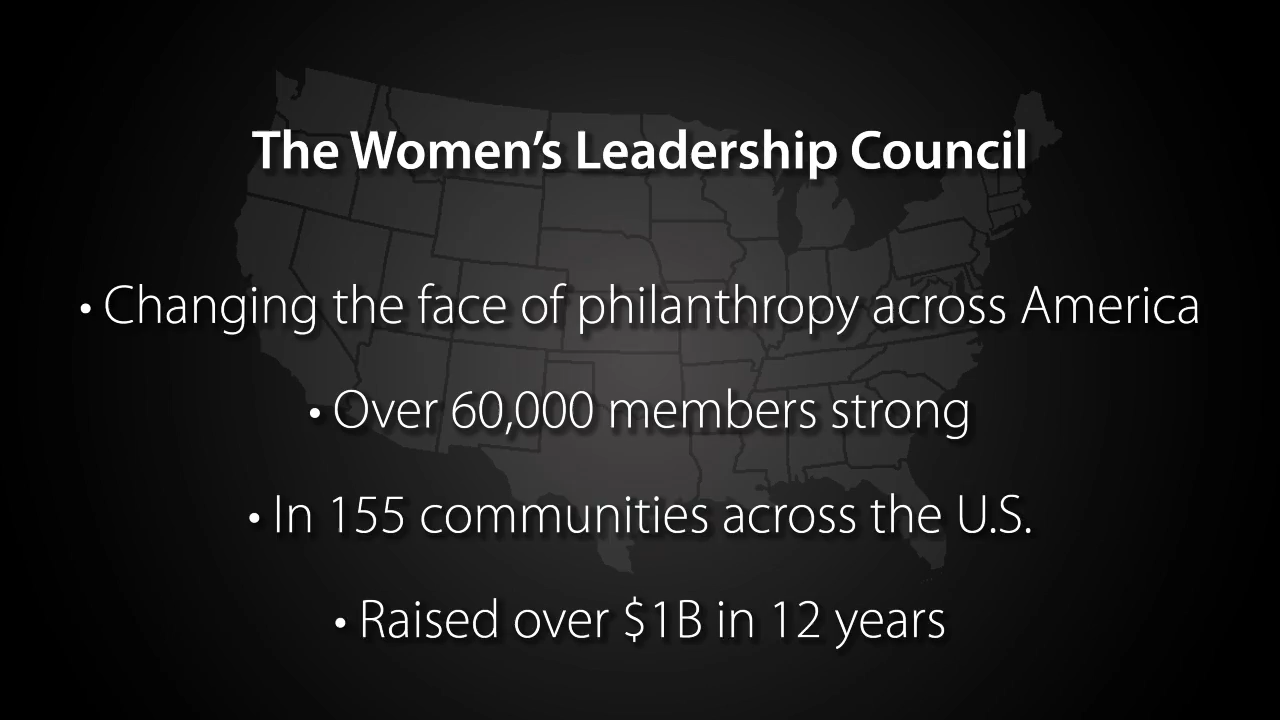 The Women’s Leadership Council
• Changing the face of philanthropy across America
• Over 60,000 members strong
• In 155 communities across the U.S.
• Raised over $1B in 12 years